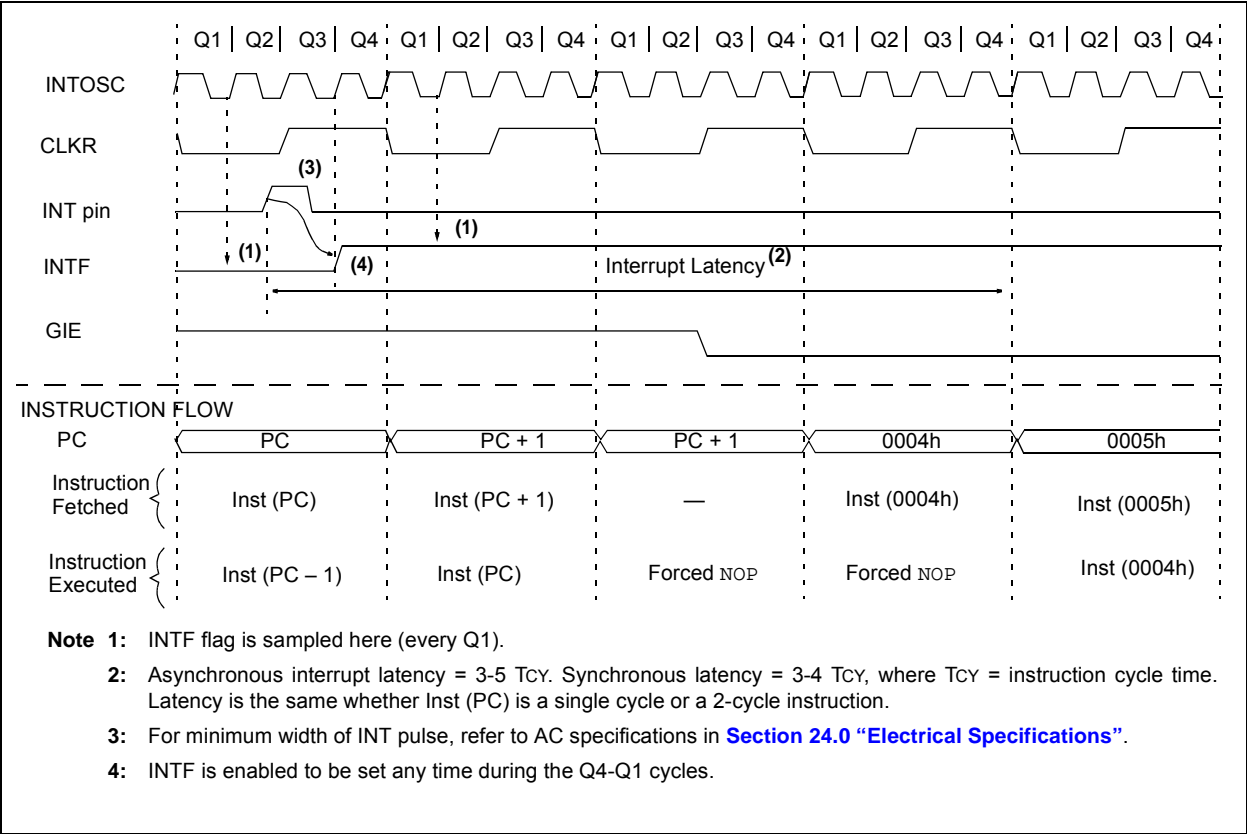 Q1 Q2 Q3 Q4 Q1 Q2 Q3 Q4 Q1 Q2 Q3 Q4 Q1 Q2 Q3 Q4 Q1 Q2 Q3 Q4
INTOSC
CLKR
(3)
INT pin
(1)
(1)
INTF
(4)
Interrupt Latency (2)
GIE
INSTRUCTION FLOW
PC PC PC + 1 PC + 1 0004h 0005h
Instruction
Fetched
Inst (PC) Inst (PC + 1) — Inst (0004h) Inst (0005h)
Instruction
Executed
Inst (PC – 1) Inst (PC) Forced NOP Forced NOP Inst (0004h)
Note 1: INTF flag is sampled here (every Q1).
2: Asynchronous interrupt latency = 3-5 TCY. Synchronous latency = 3-4 TCY, where TCY = instruction cycle time.
Latency is the same whether Inst (PC) is a single cycle or a 2-cycle instruction.
3: For minimum width of INT pulse, refer to AC specifications in Section 24.0 “Electrical Specifications”.
4: INTF is enabled to be set any time during the Q4-Q1 cycles.